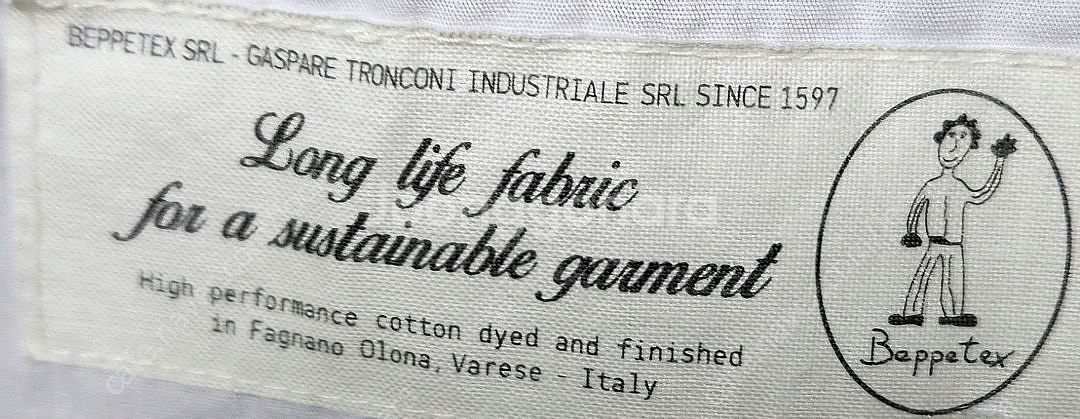 BEPPETEX SRL - GASPARE TRONCONI INDUSTRIALE SRL SINCE 1597
Long life fabric
for a sustainable garment
High performance cotton dyed and finished
in Fagnano Olona, Varese - Italy
Beppetex